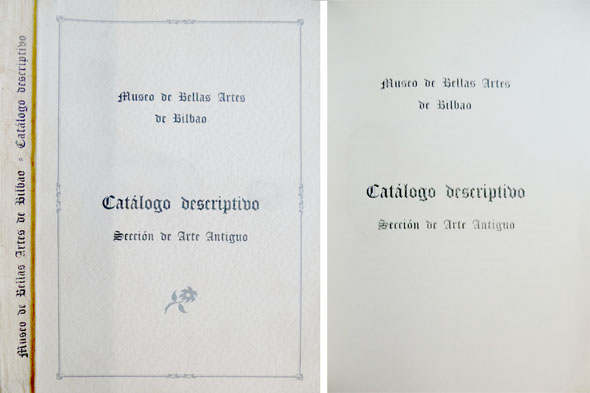 Museo de Bellas Artes de Bilbao - Catálogo descriptivo
Museo de Bellas Artes
de Bilbao
Catálogo descriptivo
Sección de Arte Antiguo
Museo de Bellas Artes
de Bilbao
Catálogo descriptivo
Sección de Arte Antiguo